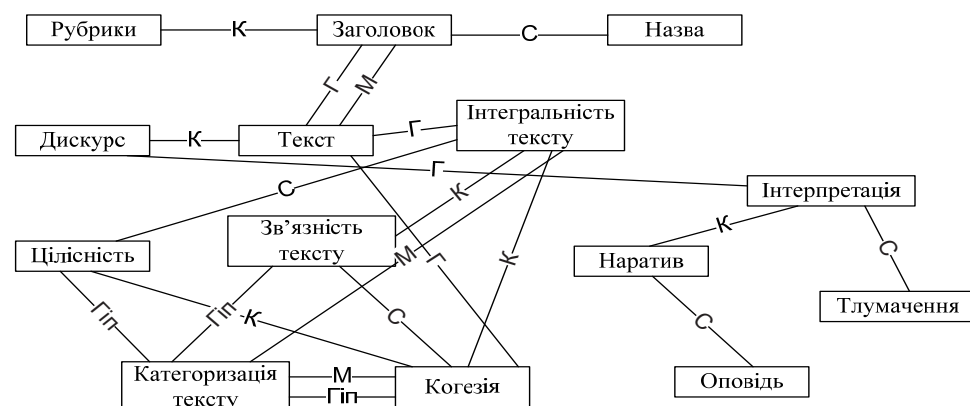 Рубрики К Заголовок С Назва
Г М
Дискурс К Текст Г Інтегральність
тексту
Г
С К Інтерпретація
К
Зв’язність
тексту М Г К С
Цілісність Наратив
Гіп Гіп К С С Тлумачення
Категоризація
тексту М Когезія Оповідь
Гіп